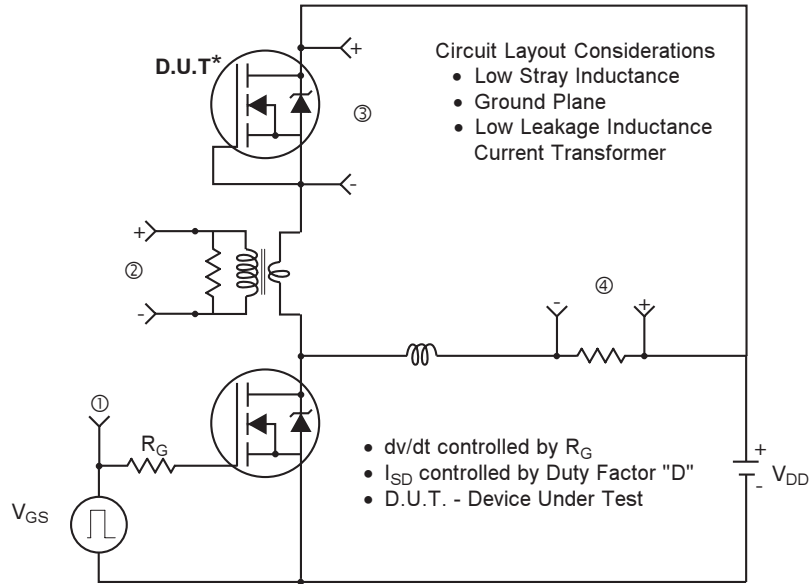 D.U.T*
+
③
-
Circuit Layout Considerations
• Low Stray Inductance
• Ground Plane
• Low Leakage Inductance
Current Transformer
+
②
-
④
-
+
①
R_G
V_GS
• dv/dt controlled by R_G
• I_SD controlled by Duty Factor "D"
• D.U.T. - Device Under Test
+
-
V_DD